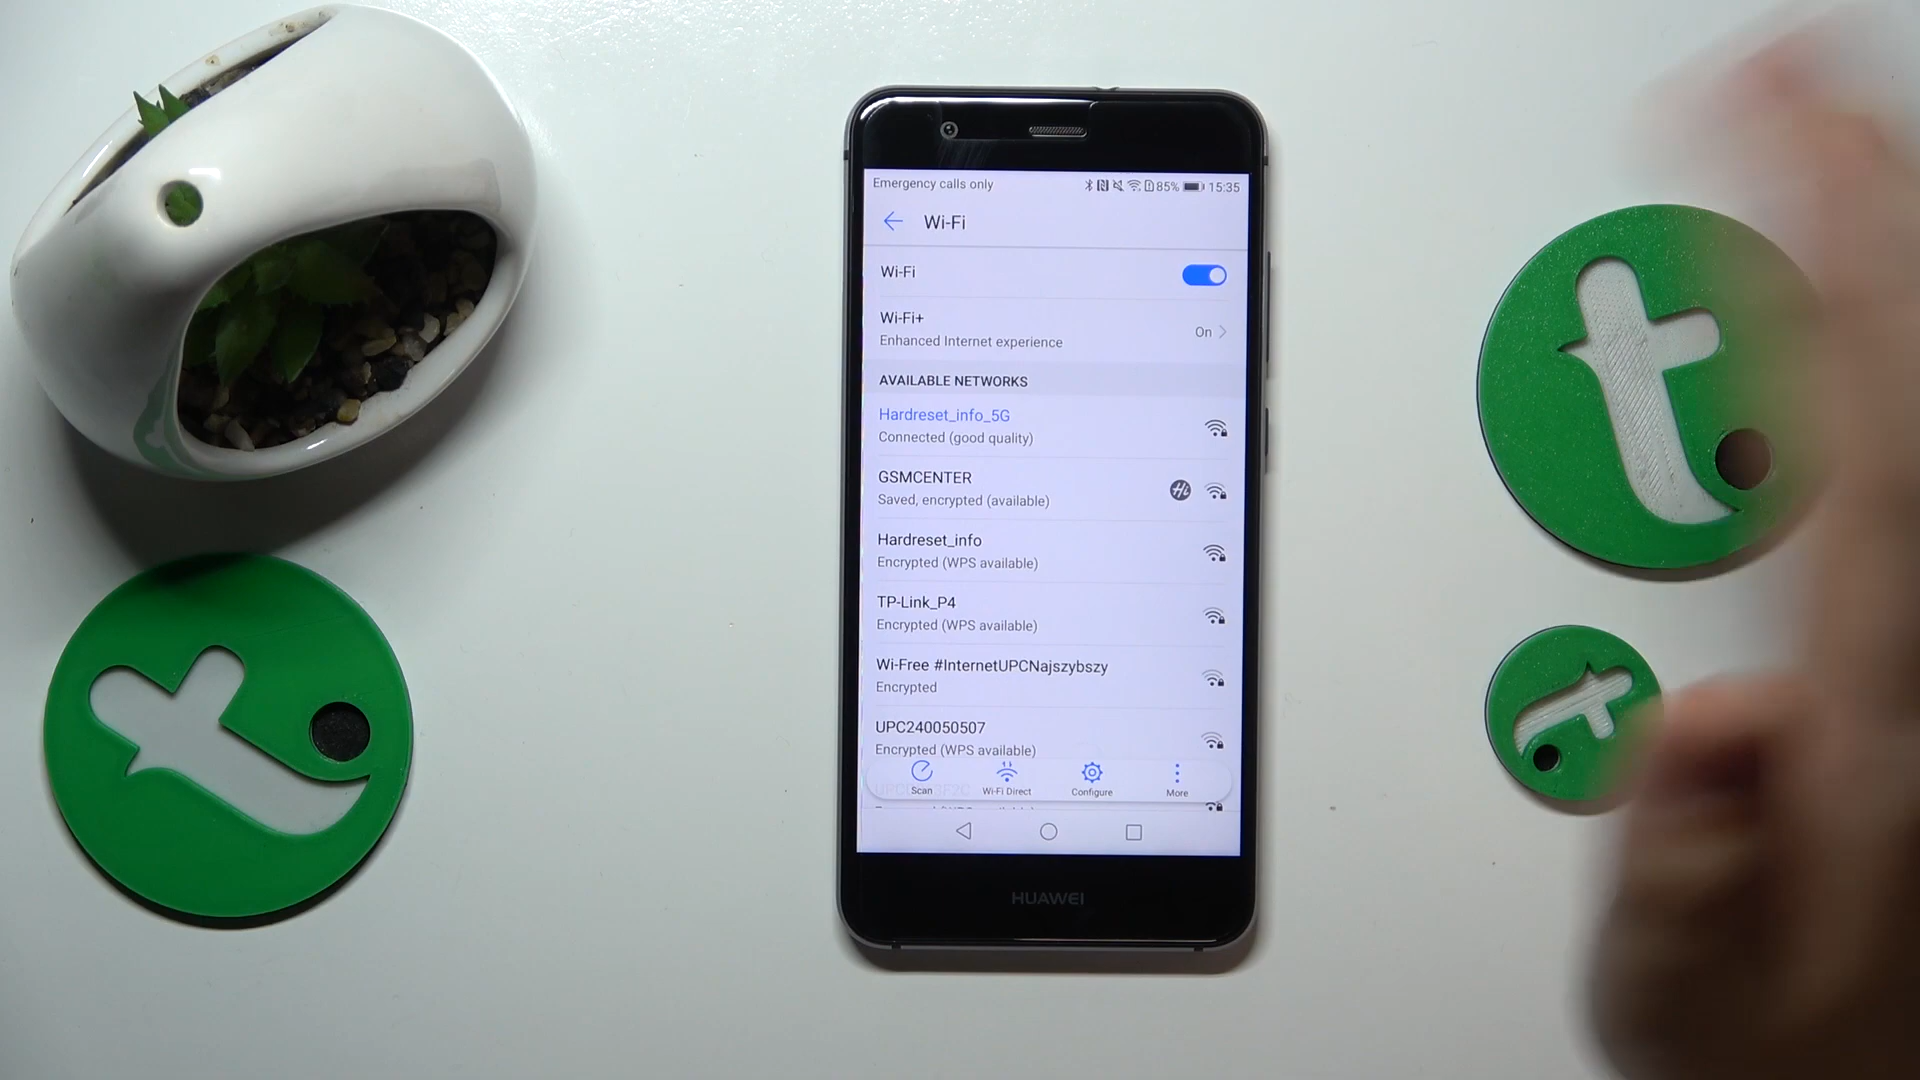 Emergency calls only 85% 15:35
Wi-Fi
Wi-Fi
Wi-Fi+
Enhanced Internet experience
On
AVAILABLE NETWORKS
Hardreset_info_5G
Connected (good quality)
GSMCENTER
Saved, encrypted (available)
Hi
Hardreset_info
Encrypted (WPS available)
TP-Link_P4
Encrypted (WPS available)
Wi-Free #InternetUPCNajszybszy
Encrypted
UPC240050507
Encrypted (WPS available)
Scan Wi-Fi Direct Configure More
HUAWEI
t
t
t